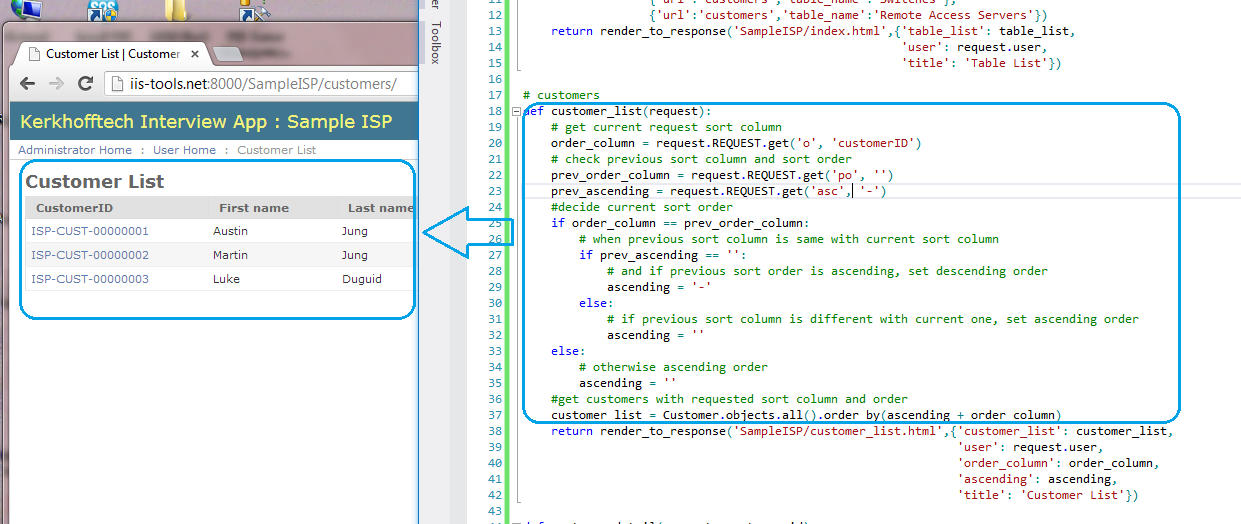 Customer List | Customer
iis-tools.net:8000/SampleISP/customers/
Kerkhofftech Interview App : Sample ISP
Administrator Home : User Home : Customer List
Customer List
CustomerID First name Last name
ISP-CUST-00000001 Austin Jung
ISP-CUST-00000002 Martin Jung
ISP-CUST-00000003 Luke Duguid
Toolbox
12 {'url':'customers','table_name':'Remote Access Servers'})
13 return render_to_response('SampleISP/index.html',{'table_list': table_list,
14 'user': request.user,
15 'title': 'Table List'})
16
17 # customers
18 def customer_list(request):
19 # get current request sort column
20 order_column = request.REQUEST.get('o', 'customerID')
21 # check previous sort column and sort order
22 prev_order_column = request.REQUEST.get('po', '')
23 prev_ascending = request.REQUEST.get('asc', '-')
24 #decide current sort order
25 if order_column == prev_order_column:
26 # when previous sort column is same with current sort column
27 if prev_ascending == '':
28 # and if previous sort order is ascending, set descending order
29 ascending = '-'
30 else:
31 # if previous sort column is different with current one, set ascending order
32 ascending = ''
33 else:
34 # otherwise ascending order
35 ascending = ''
36 #get customers with requested sort column and order
37 customer_list = Customer.objects.all().order_by(ascending + order_column)
38 return render_to_response('SampleISP/customer_list.html',{'customer_list': customer_list,
39 'user': request.user,
40 'order_column': order_column,
41 'ascending': ascending,
42 'title': 'Customer List'})
43